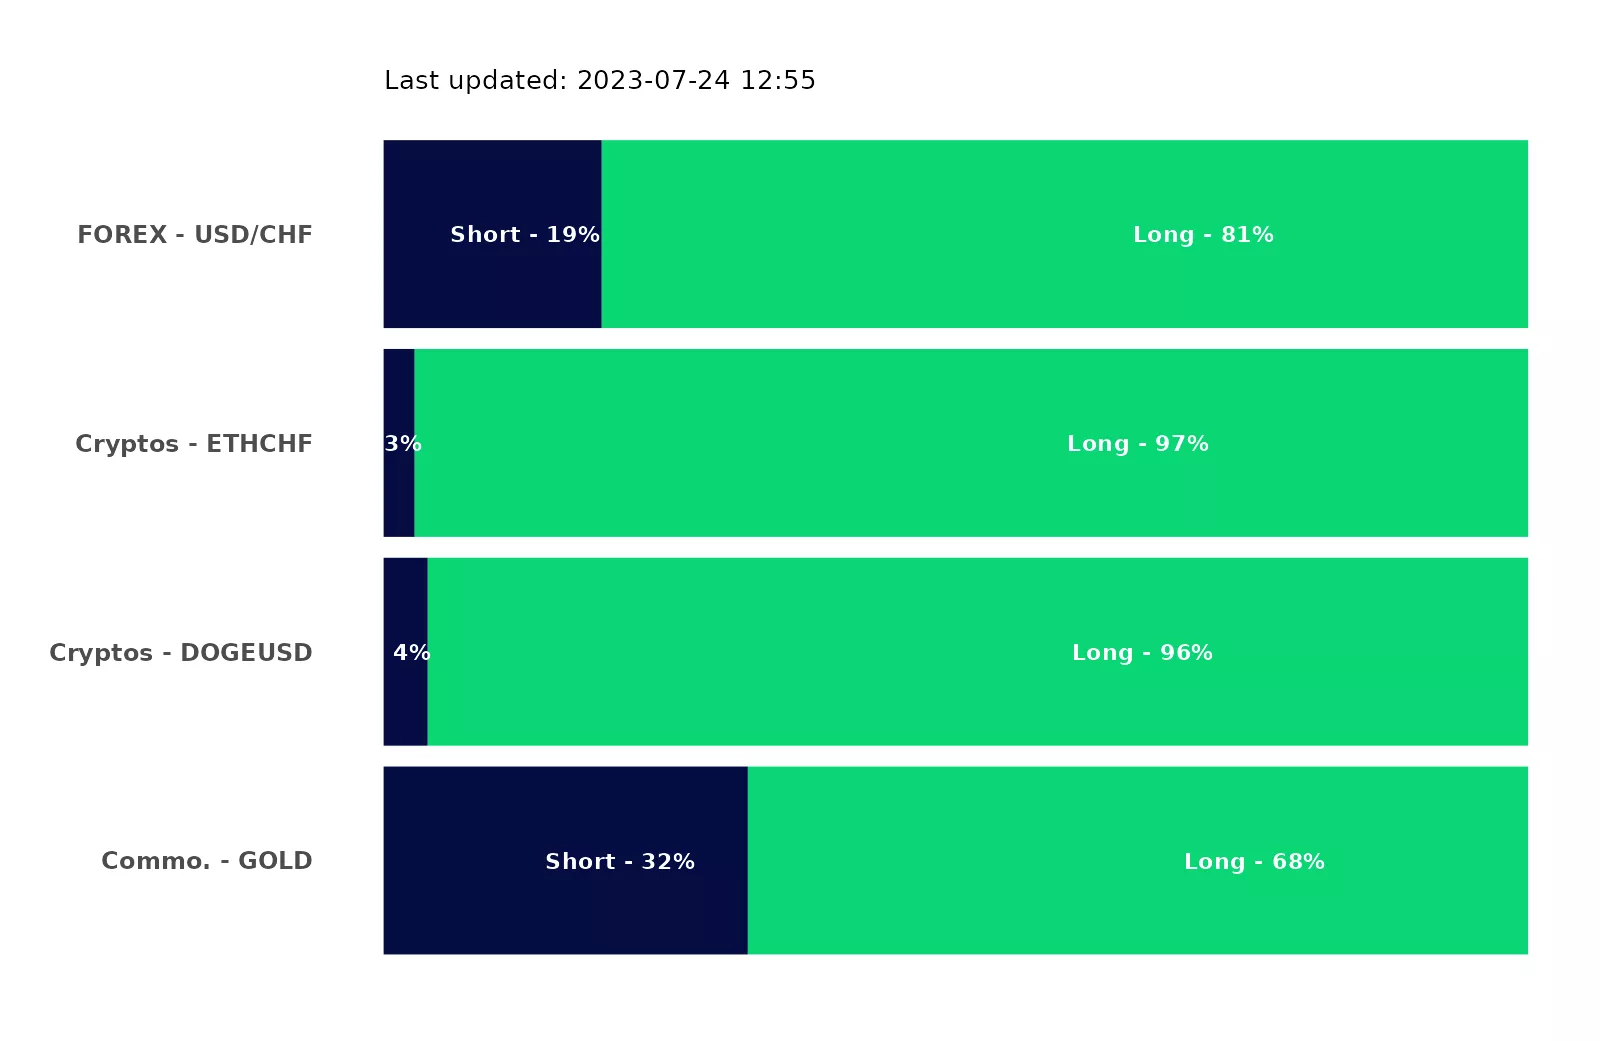 Last updated: 2023-07-24 12:55
FOREX - USD/CHF
Short - 19%
Long - 81%
Cryptos - ETHCHF
3%
Long - 97%
Cryptos - DOGEUSD
4%
Long - 96%
Commo. - GOLD
Short - 32%
Long - 68%